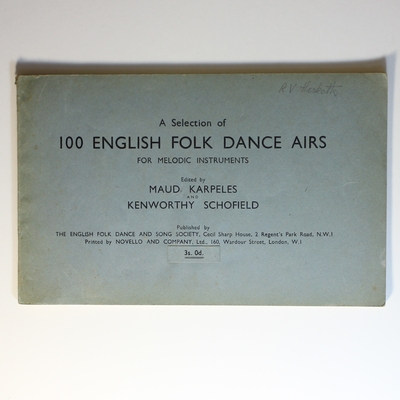 A Selection of
100 ENGLISH FOLK DANCE AIRS
FOR MELODIC INSTRUMENTS
Edited by
MAUD KARPELES
AND
KENWORTHY SCHOFIELD
Published by
THE ENGLISH FOLK DANCE AND SONG SOCIETY, Cecil Sharp House, 2 Regent's Park Road, N.W.1
Printed by NOVELLO AND COMPANY, Ltd., 160, Wardour Street, London, W.1
3s. 0d.